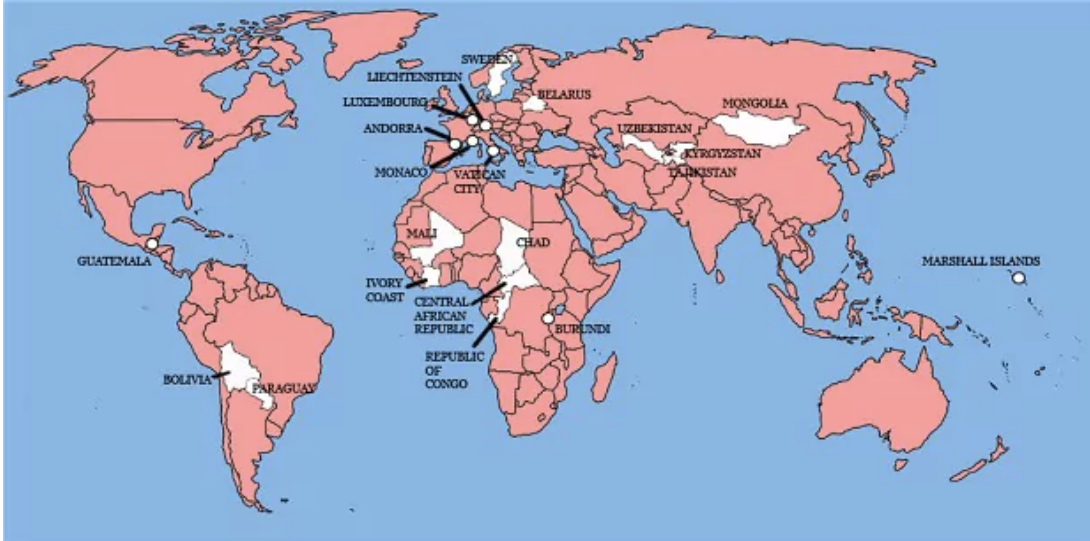 SWEDEN
LIECHTENSTEIN
BELARUS
LUXEMBOURG
MONGOLIA
ANDORRA
UZBEKISTAN
KYRGYZSTAN
MONACO
VATICAN
CITY
TAJIKISTAN
MALI
CHAD
GUATEMALA
MARSHALL ISLANDS
IVORY
COAST
CENTRAL
AFRICAN
REPUBLIC
BURUNDI
REPUBLIC
OF
CONGO
BOLIVIA
PARAGUAY